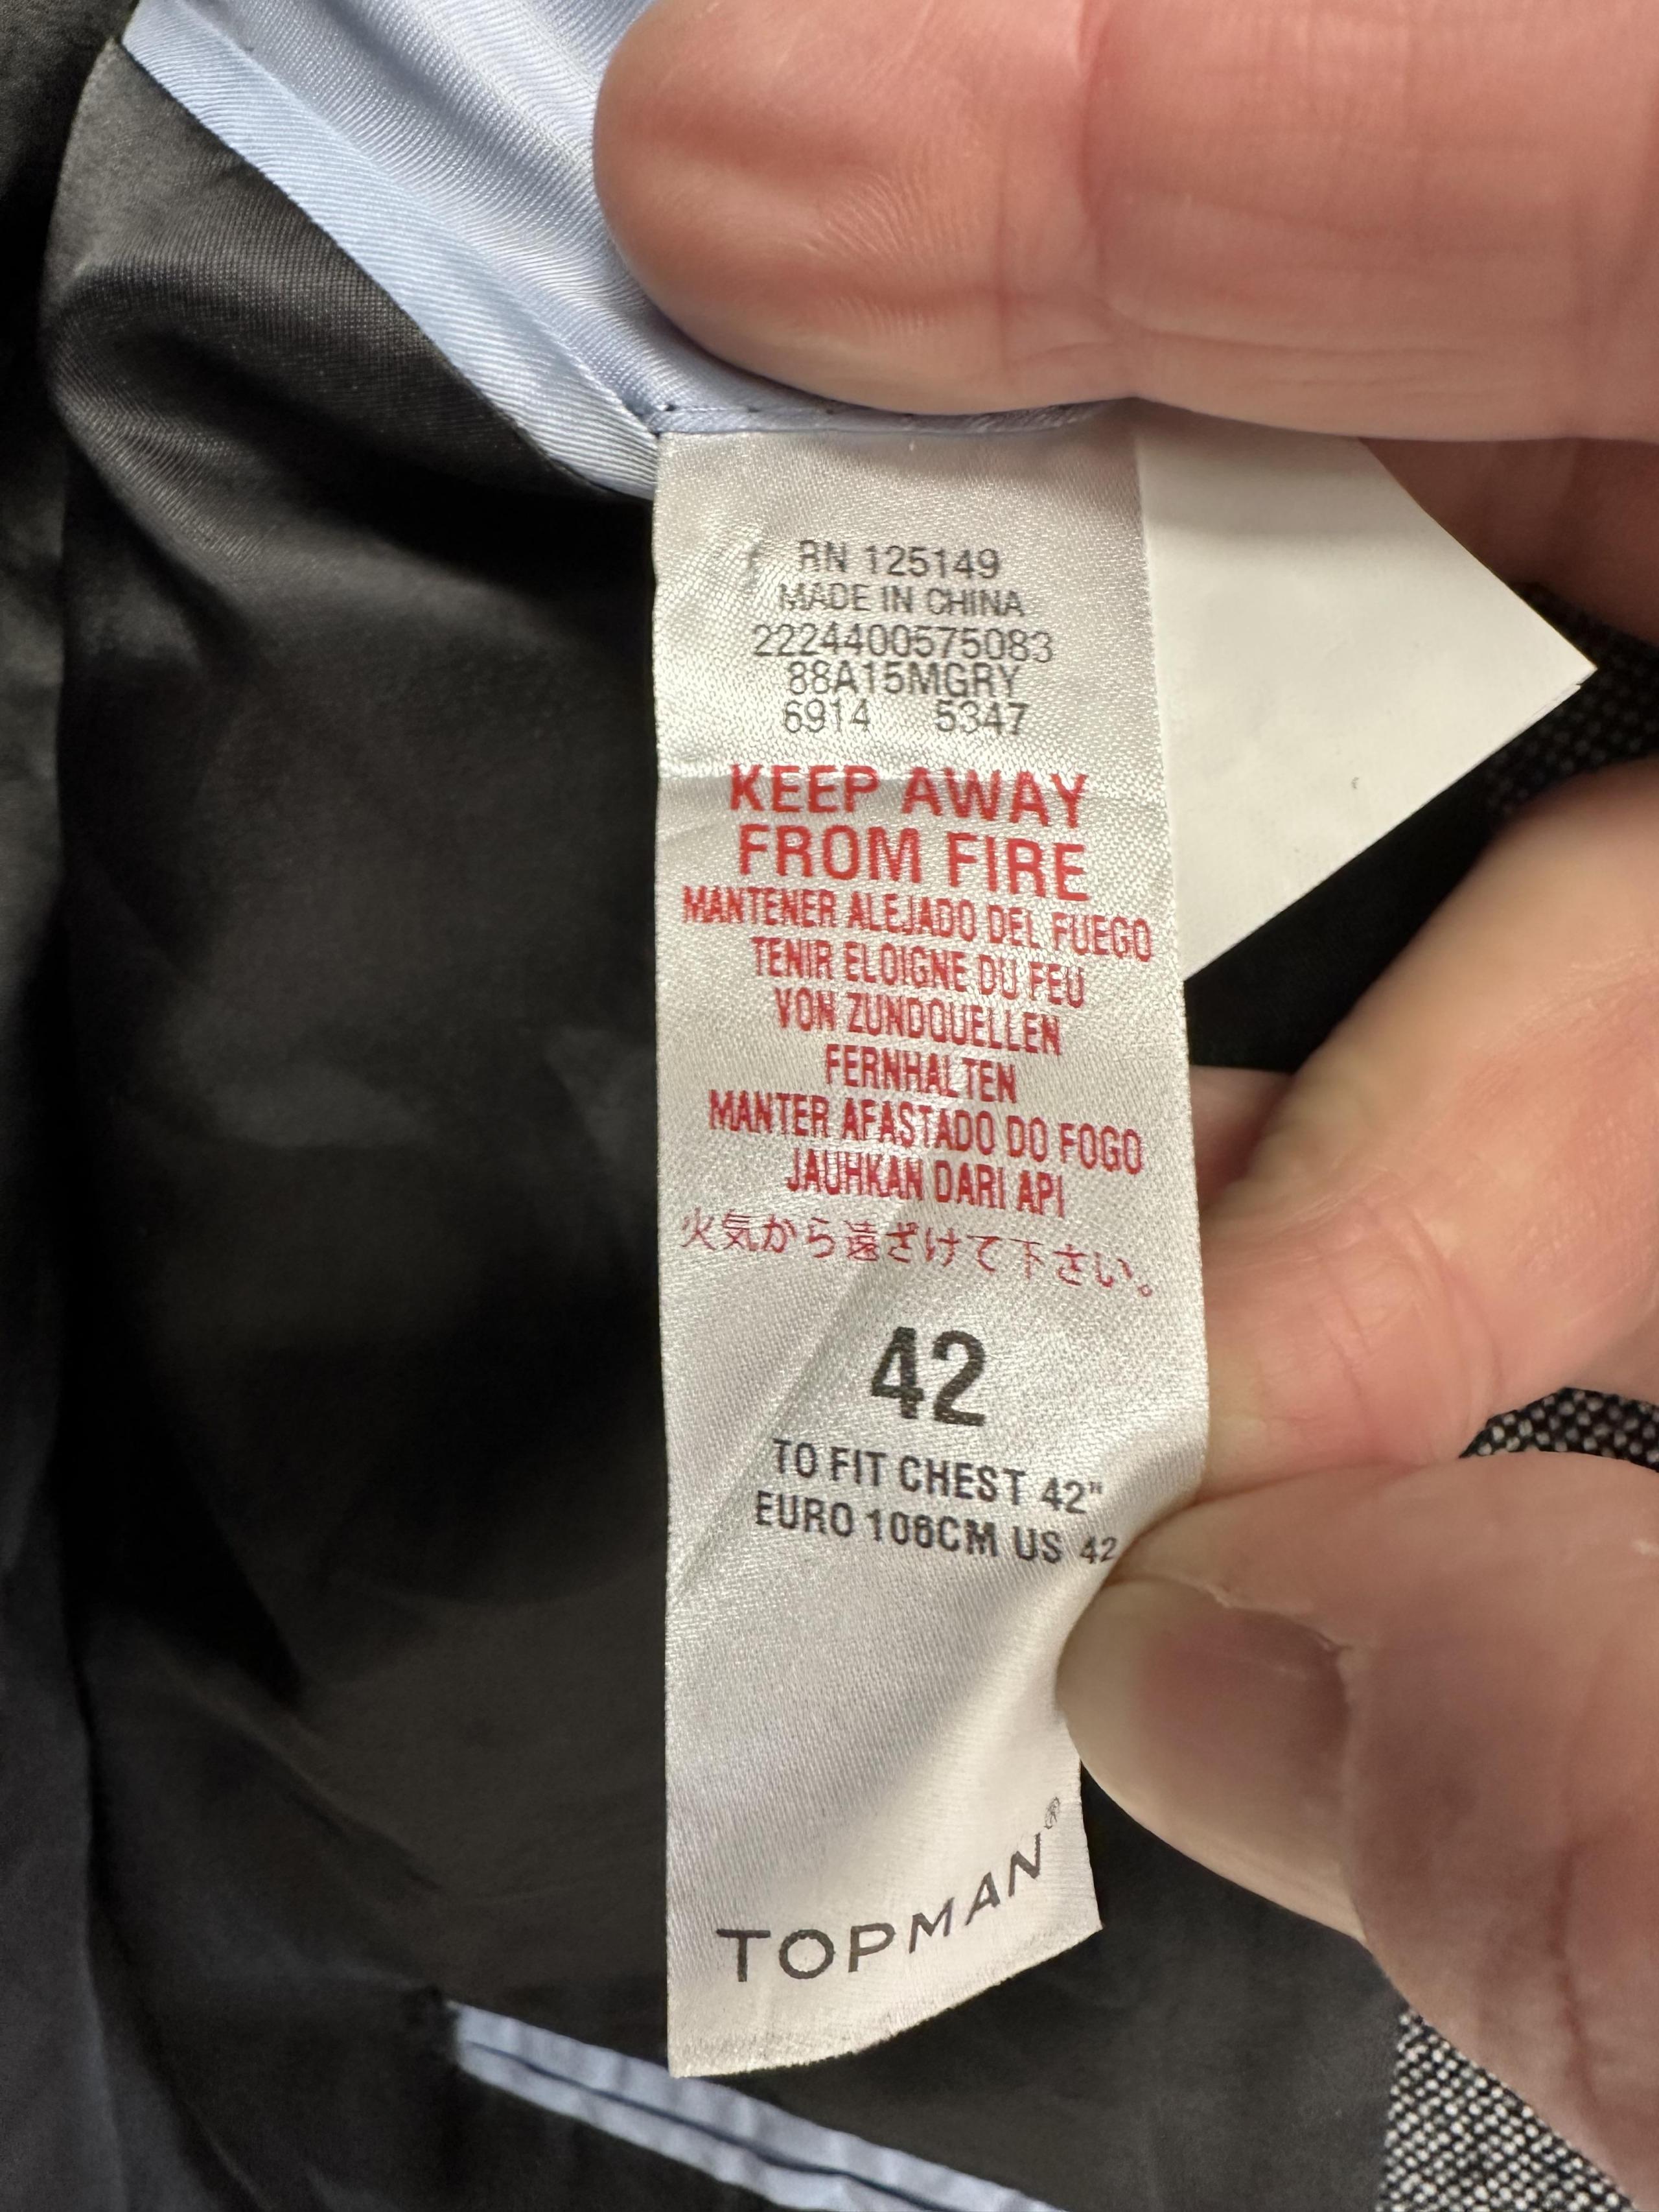 RN 125149
MADE IN CHINA
2224400575083
88A15MGRY
6914 5347
KEEP AWAY
FROM FIRE
MANTENER ALEJADO DEL FUEGO
TENIR ELOIGNE DU FEU
VON ZUNDQUELLEN
FERNHALTEN
MANTER AFASTADO DO FOGO
JAUHKAN DARI API
火気から遠ざけて下さい。
42
TO FIT CHEST 42"
EURO 106CM US 42
TOPMAN®